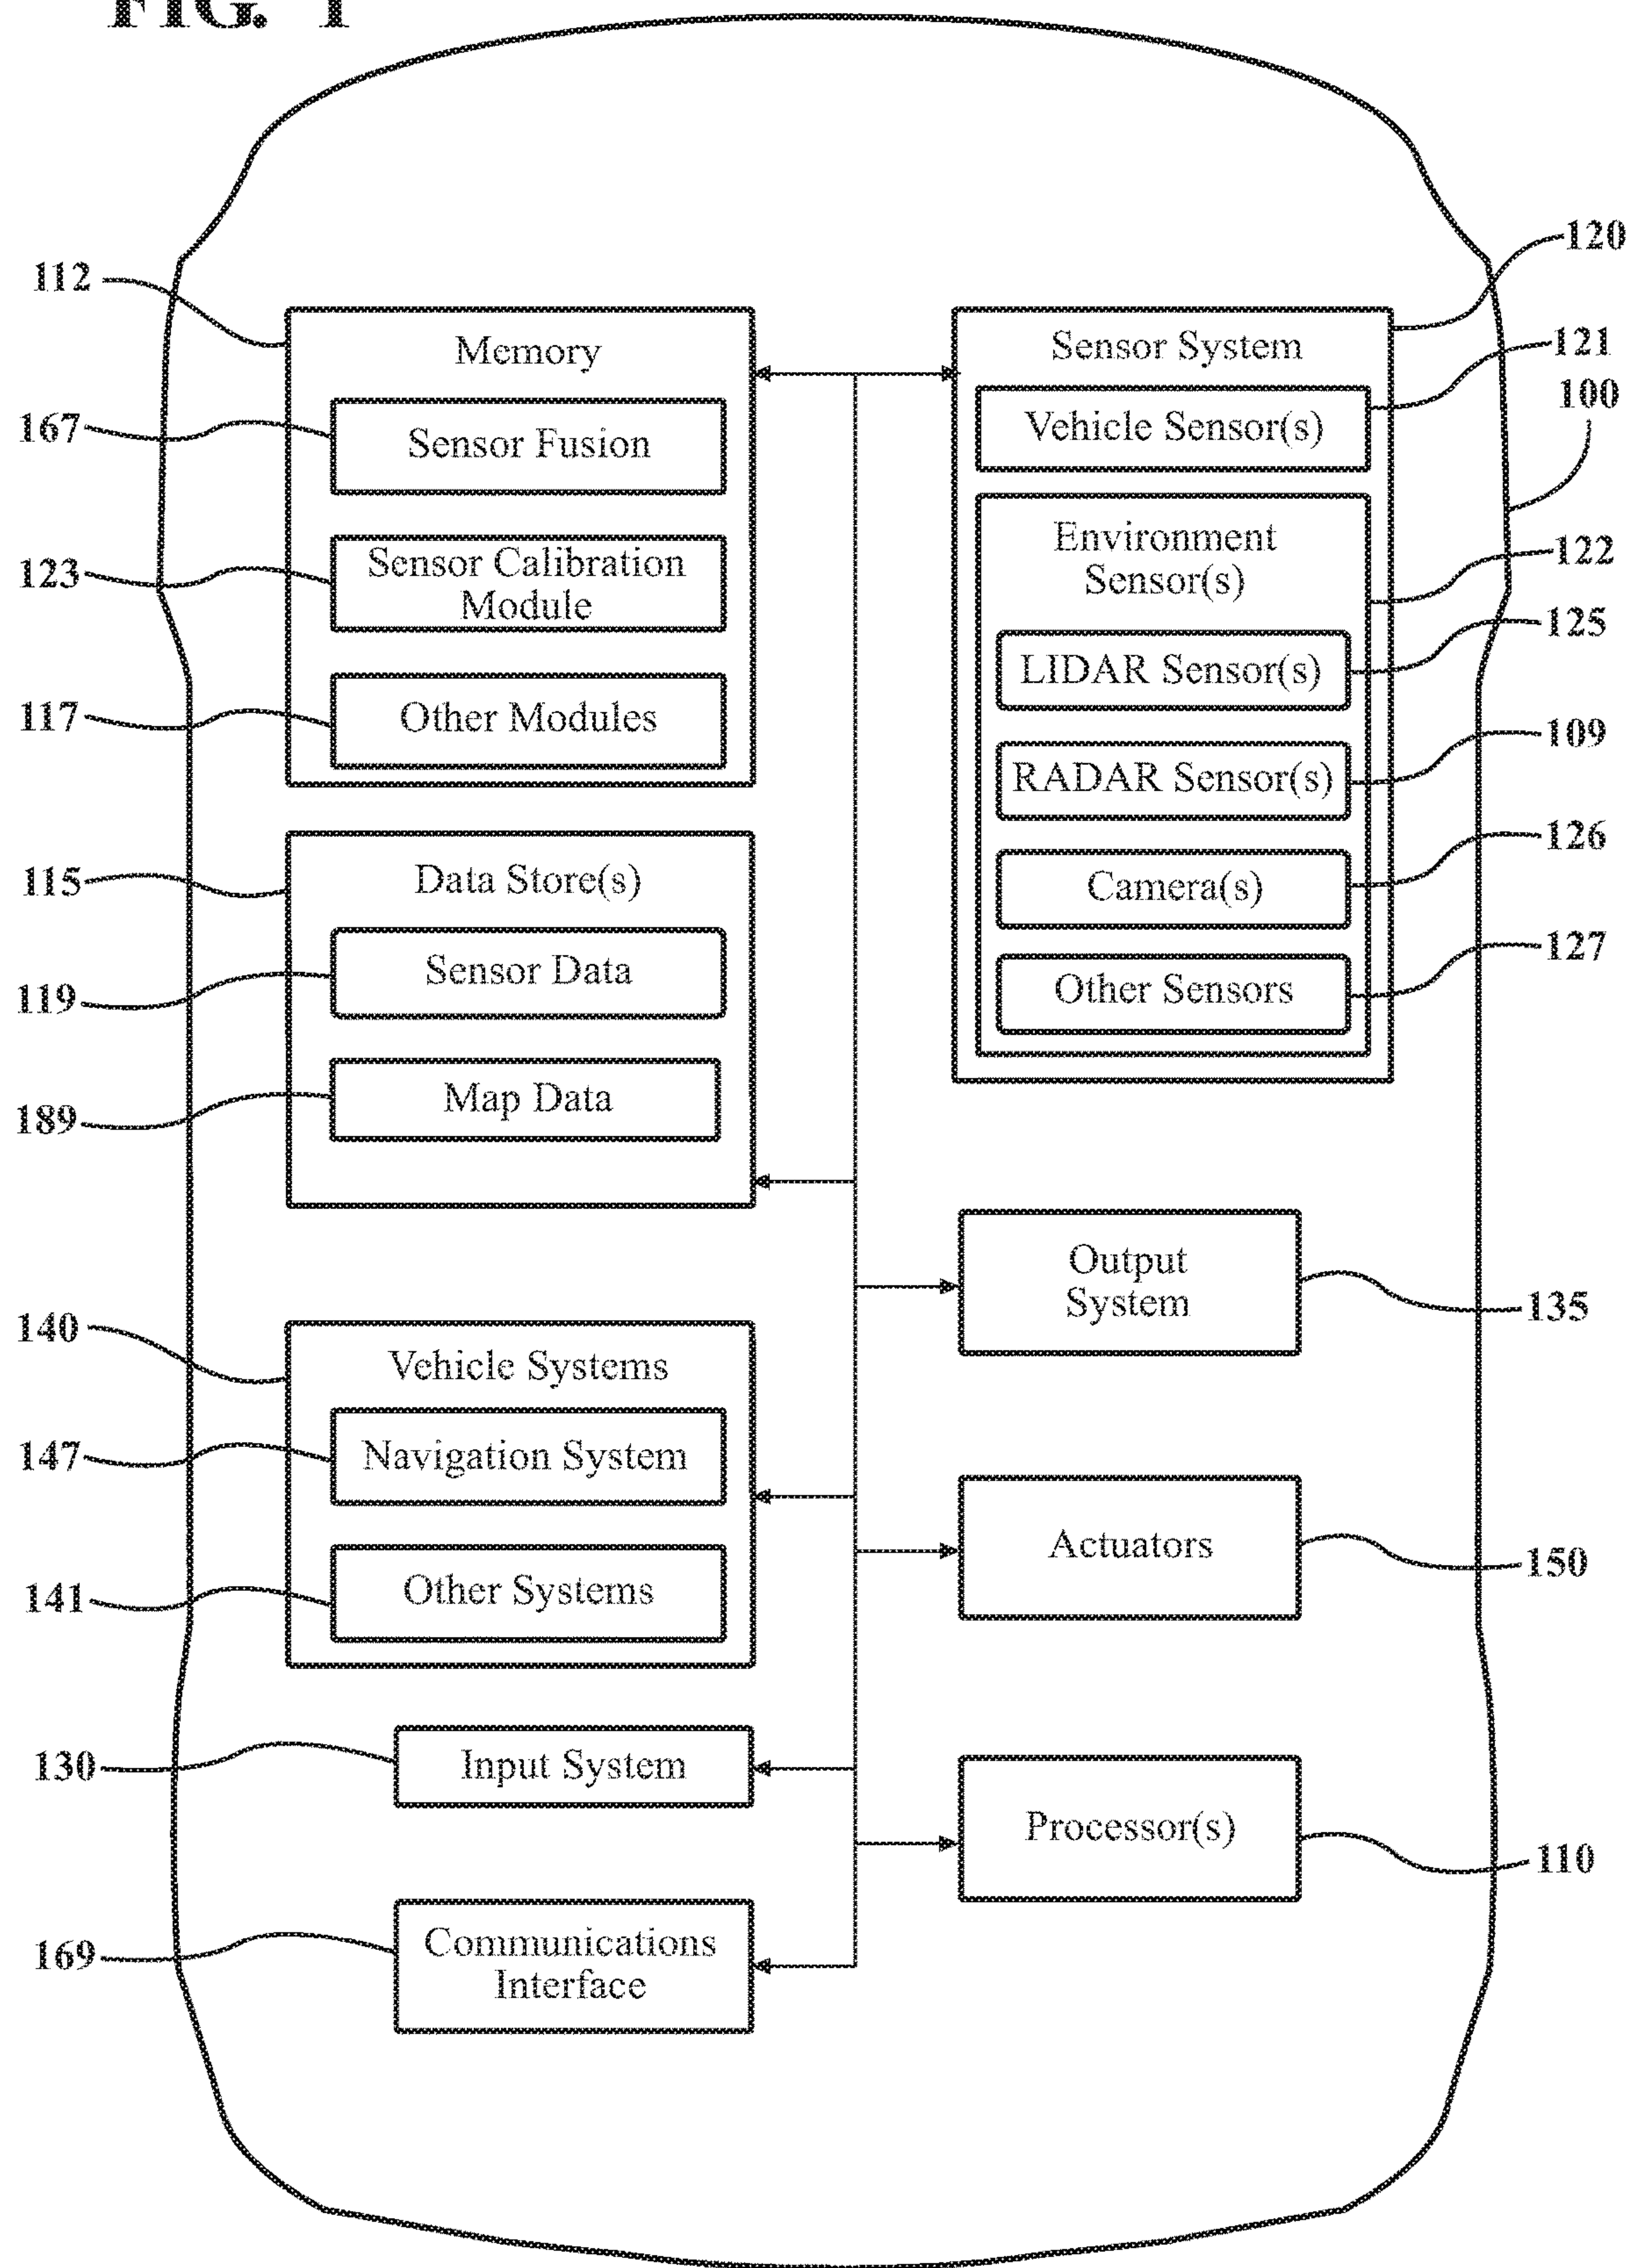 FIG. 1
112
Memory
167
Sensor Fusion
123
Sensor Calibration
Module
117
Other Modules
115
Data Store(s)
119
Sensor Data
189
Map Data
140
Vehicle Systems
147
Navigation System
141
Other Systems
130
Input System
169
Communications
Interface
120
Sensor System
121
Vehicle Sensor(s)
100
Environment
Sensor(s)
122
LIDAR Sensor(s)
125
RADAR Sensor(s)
109
Camera(s)
126
Other Sensors
127
Output
System
135
Actuators
150
Processor(s)
110